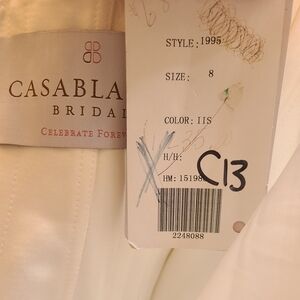 CASABLA
BRIDAL
CELEBRATE FOREV
STYLE: 1995
SIZE: 8
COLOR: IIS
H/H:
HM: 15198
C13
2248088